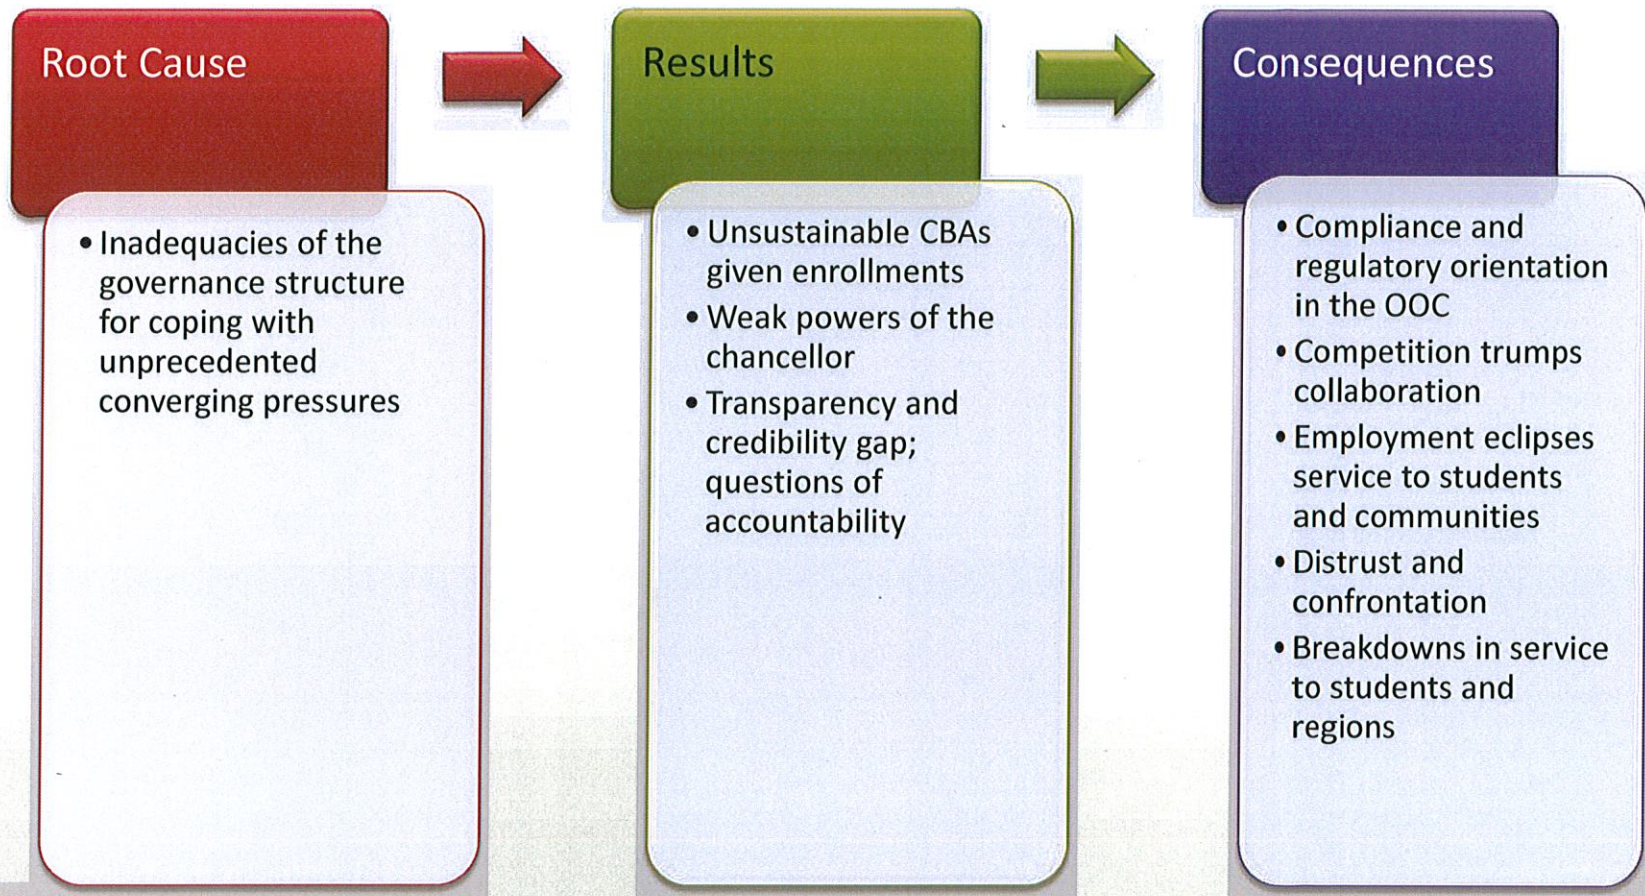 Root Cause
• Inadequacies of the
governance structure
for coping with
unprecedented
converging pressures
Results
• Unsustainable CBAs
given enrollments
• Weak powers of the
chancellor
• Transparency and
credibility gap;
questions of
accountability
Consequences
• Compliance and
regulatory orientation
in the OOC
• Competition trumps
collaboration
• Employment eclipses
service to students
and communities
• Distrust and
confrontation
• Breakdowns in service
to students and
regions